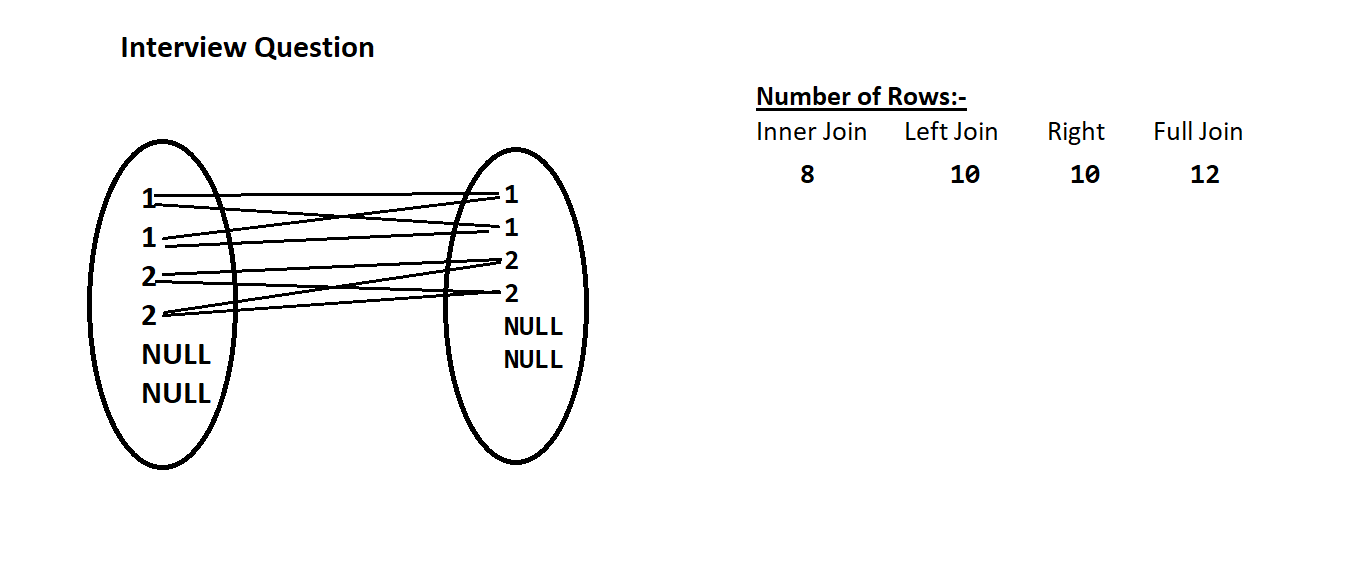 Interview Question
Number of Rows:-
Inner Join Left Join Right Full Join
8 10 10 12
1
1
2
2
NULL
NULL
1
1
2
2
NULL
NULL